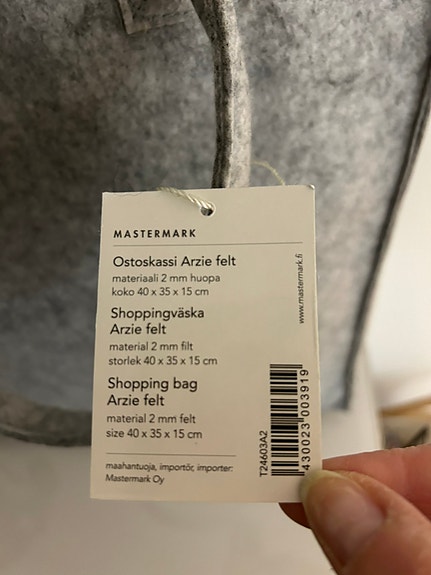 MASTERMARK
Ostoskassi Arzie felt
materiaali 2 mm huopa
koko 40 x 35 x 15 cm
Shoppingväska
Arzie felt
material 2 mm filt
storlek 40 x 35 x 15 cm
Shopping bag
Arzie felt
material 2 mm felt
size 40 x 35 x 15 cm
maahantuoja, importör, importer:
Mastermark Oy
www.mastermark.fi
T24603A2
430023 003919